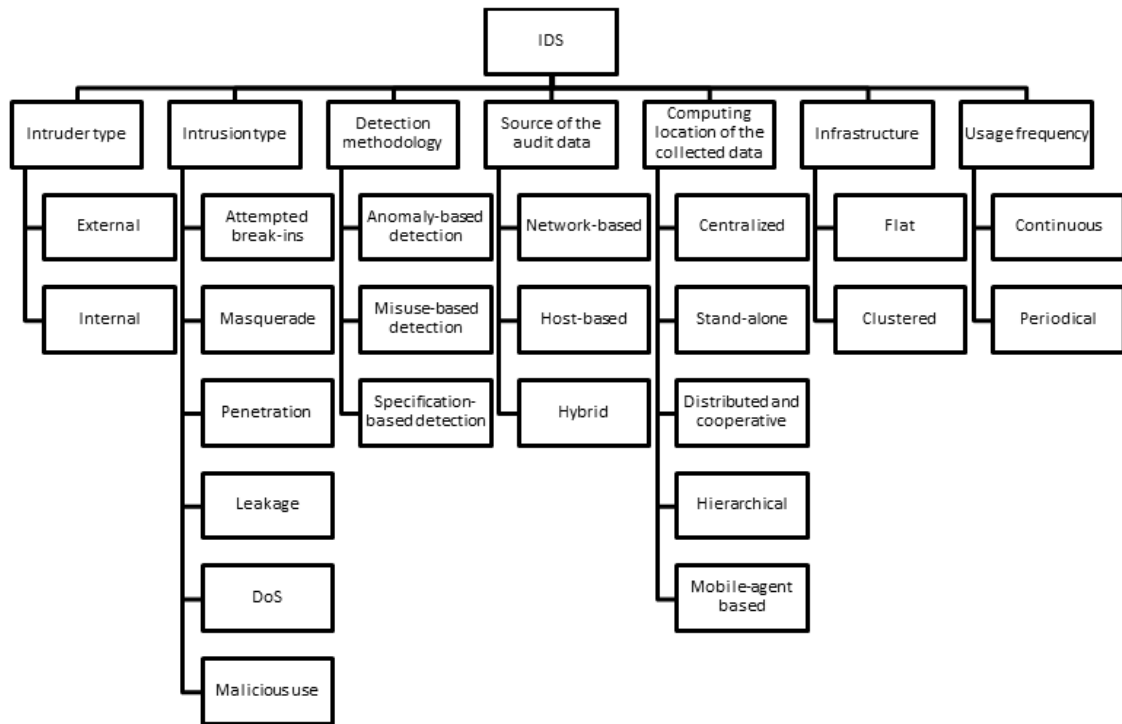 IDS
Intruder type
Intrusion type
Detection
methodology
Source of the
audit data
Computing
location of the
collected data
Infrastructure
Usage frequency
External
Attempted
break-ins
Anomaly-based
detection
Network-based
Centralized
Flat
Continuous
Internal
Masquerade
Misuse-based
detection
Host-based
Stand-alone
Clustered
Periodical
Penetration
Specification-
based detection
Hybrid
Distributed and
cooperative
Leakage
Hierarchical
DoS
Mobile-agent
based
Malicious use